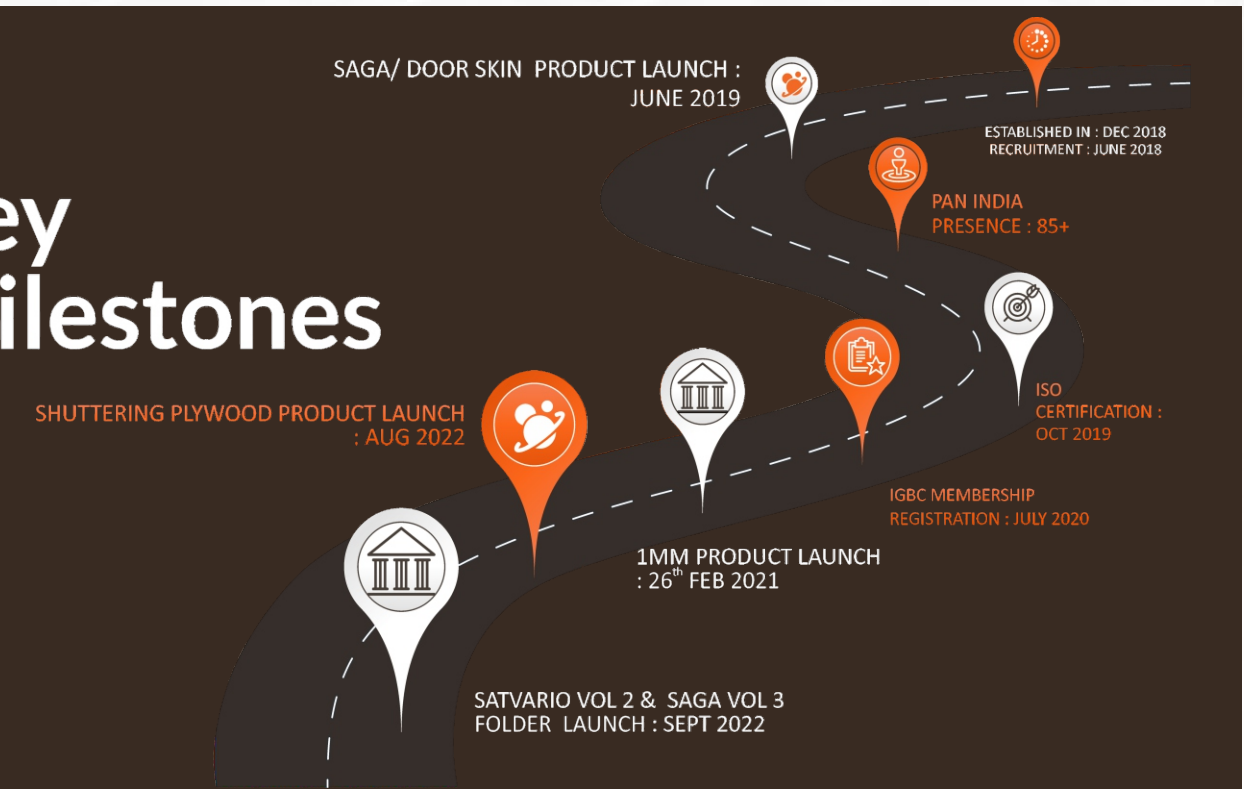 ey
ilestones
SAGA/ DOOR SKIN PRODUCT LAUNCH :
JUNE 2019
ESTABLISHED IN : DEC 2018
RECRUITMENT : JUNE 2018
PAN INDIA
PRESENCE : 85+
ISO
CERTIFICATION :
OCT 2019
IGBC MEMBERSHIP
REGISTRATION : JULY 2020
1MM PRODUCT LAUNCH
: 26th FEB 2021
SHUTTERING PLYWOOD PRODUCT LAUNCH
: AUG 2022
SATVARIO VOL 2 & SAGA VOL 3
FOLDER LAUNCH : SEPT 2022